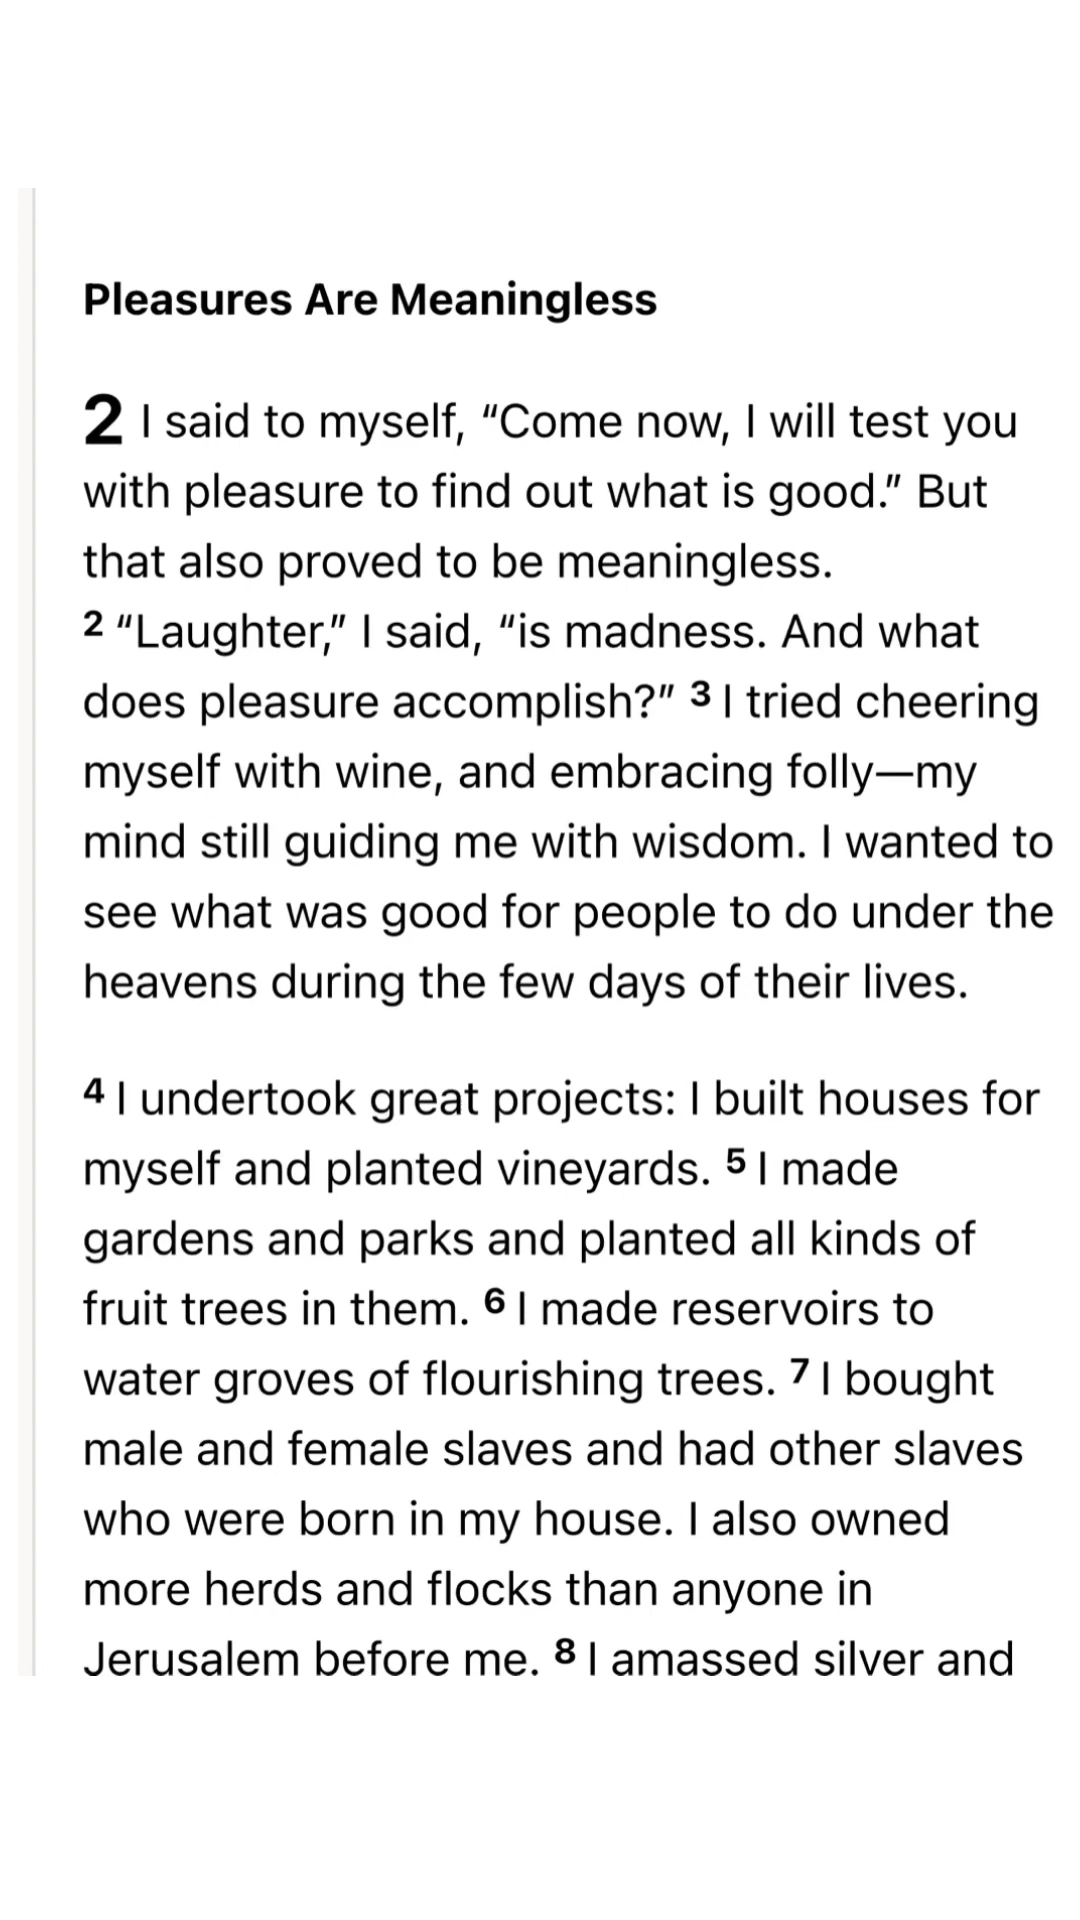 Pleasures Are Meaningless
2 I said to myself, “Come now, I will test you
with pleasure to find out what is good.” But
that also proved to be meaningless.
2 “Laughter,” I said, “is madness. And what
does pleasure accomplish?” 3 I tried cheering
myself with wine, and embracing folly—my
mind still guiding me with wisdom. I wanted to
see what was good for people to do under the
heavens during the few days of their lives.
4 I undertook great projects: I built houses for
myself and planted vineyards. 5 I made
gardens and parks and planted all kinds of
fruit trees in them. 6 I made reservoirs to
water groves of flourishing trees. 7 I bought
male and female slaves and had other slaves
who were born in my house. I also owned
more herds and flocks than anyone in
Jerusalem before me. 8 I amassed silver and